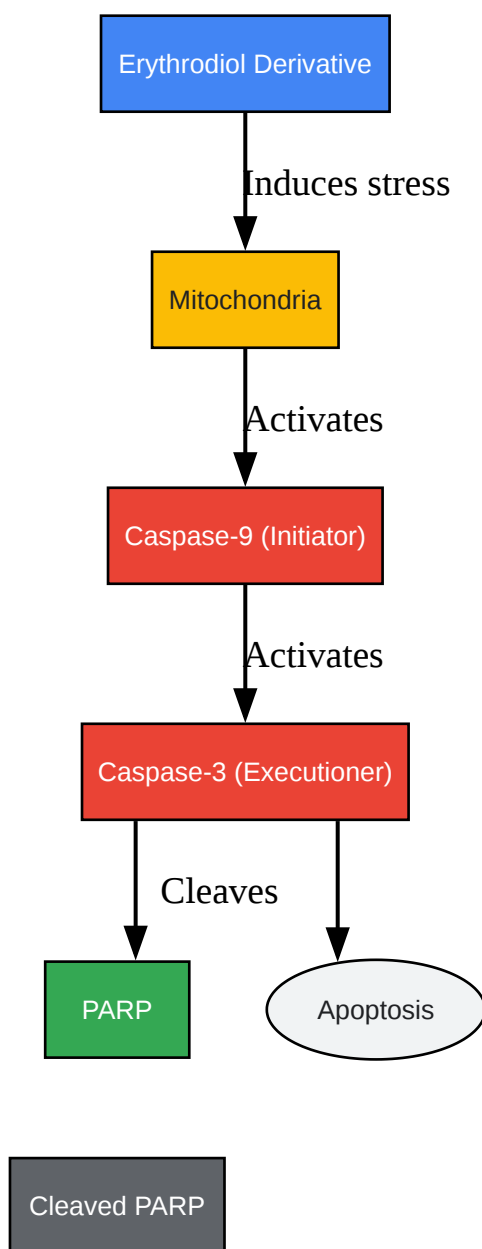 Erythrodiol Derivative
Induces stress
Mitochondria
Activates
Caspase-9 (Initiator)
Activates
Caspase-3 (Executioner)
Cleaves
PARP
Apoptosis
Cleaved PARP